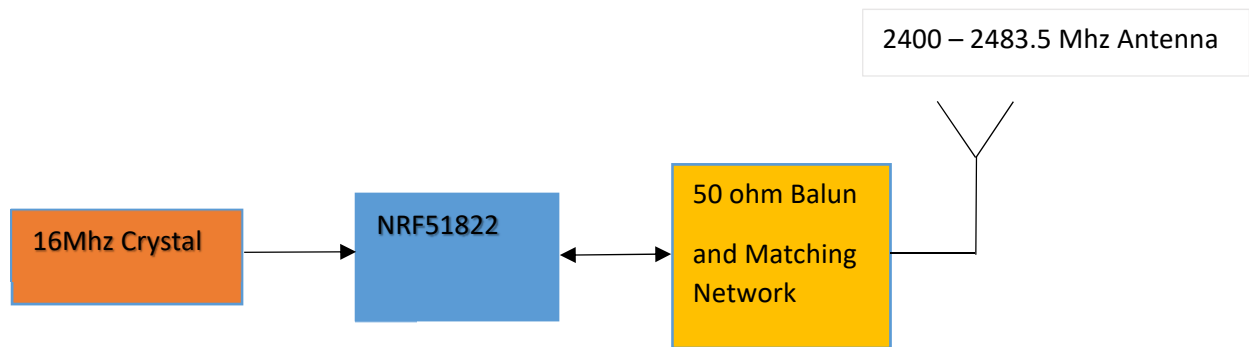 2400 – 2483.5 Mhz Antenna
16Mhz Crystal
NRF51822
50 ohm Balun
and Matching
Network